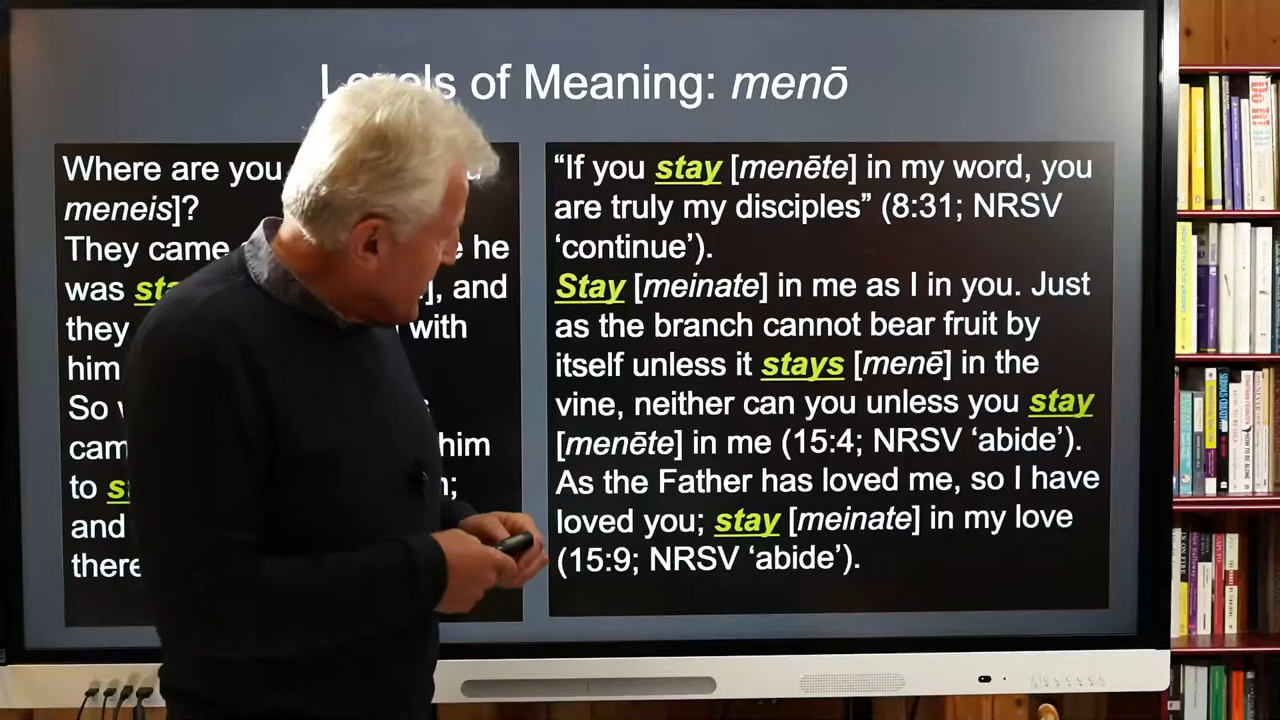 Levels of Meaning: menō
Where are you
meneis]?
They came he
was , and
they with
him
So
him
to
and
there
“If you stay [menēte] in my word, you
are truly my disciples” (8:31; NRSV
‘continue’).
Stay [meinate] in me as I in you. Just
as the branch cannot bear fruit by
itself unless it stays [menē] in the
vine, neither can you unless you stay
[menēte] in me (15:4; NRSV ‘abide’).
As the Father has loved me, so I have
loved you; stay [meinate] in my love
(15:9; NRSV ‘abide’).